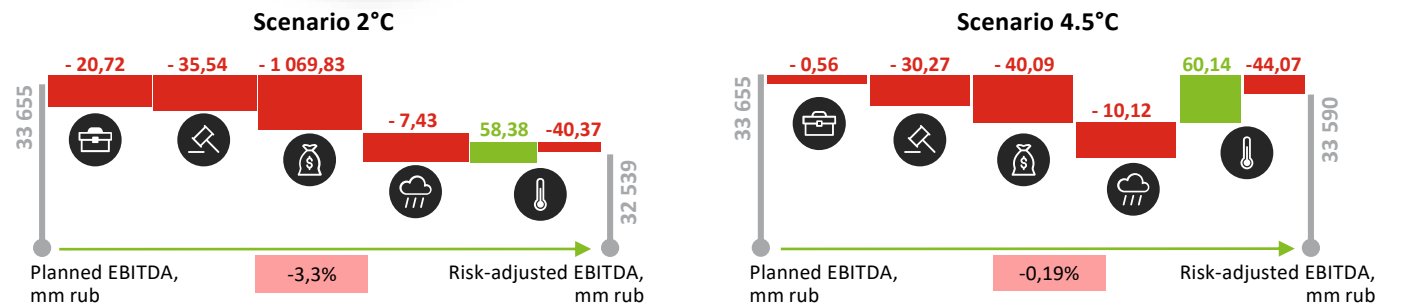 Scenario 2°C
- 20,72
- 35,54
- 1 069,83
- 7,43
58,38
-40,37
33 655
32 539
Planned EBITDA,
mm rub
-3,3%
Risk-adjusted EBITDA,
mm rub
Scenario 4.5°C
- 0,56
- 30,27
- 40,09
- 10,12
60,14
-44,07
33 655
33 590
Planned EBITDA,
mm rub
-0,19%
Risk-adjusted EBITDA,
mm rub